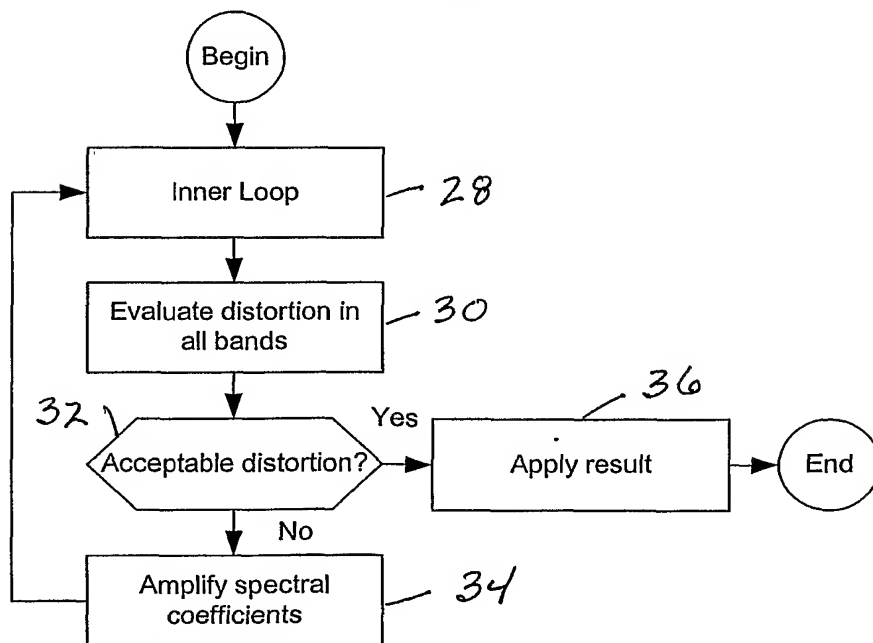 Begin
Inner Loop
28
Evaluate distortion in
all bands
30
32
Acceptable distortion?
Yes
36
Apply result
End
No
Amplify spectral
coefficients
34